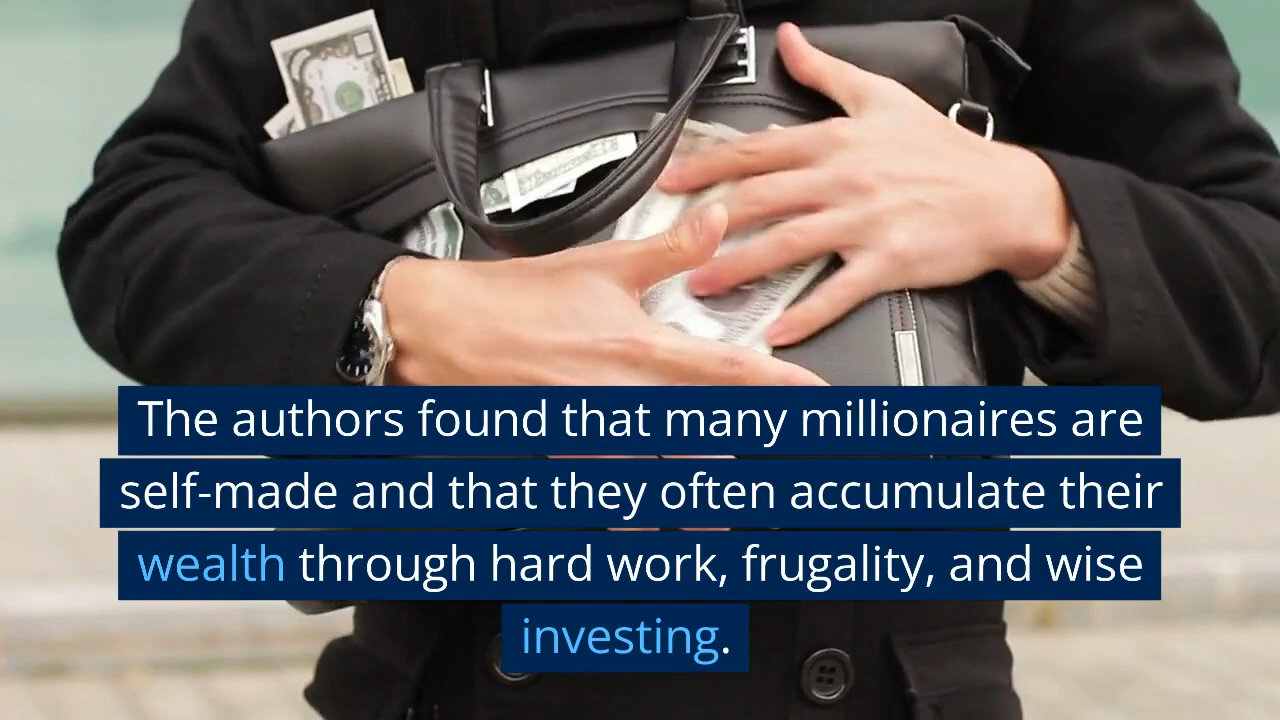 The authors found that many millionaires are
self-made and that they often accumulate their
wealth through hard work, frugality, and wise
investing.